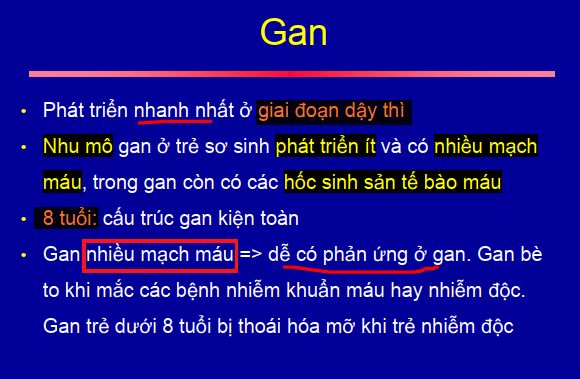 Gan
• Phát triển nhanh nhất ở giai đoạn dậy thì
• Nhu mô gan ở trẻ sơ sinh phát triển ít và có nhiều mạch
máu, trong gan còn có các hốc sinh sản tế bào máu
• 8 tuổi: cấu trúc gan kiện toàn
• Gan nhiều mạch máu => dễ có phản ứng ở gan. Gan bè
to khi mắc các bệnh nhiễm khuẩn máu hay nhiễm độc.
Gan trẻ dưới 8 tuổi bị thoái hóa mỡ khi trẻ nhiễm độc